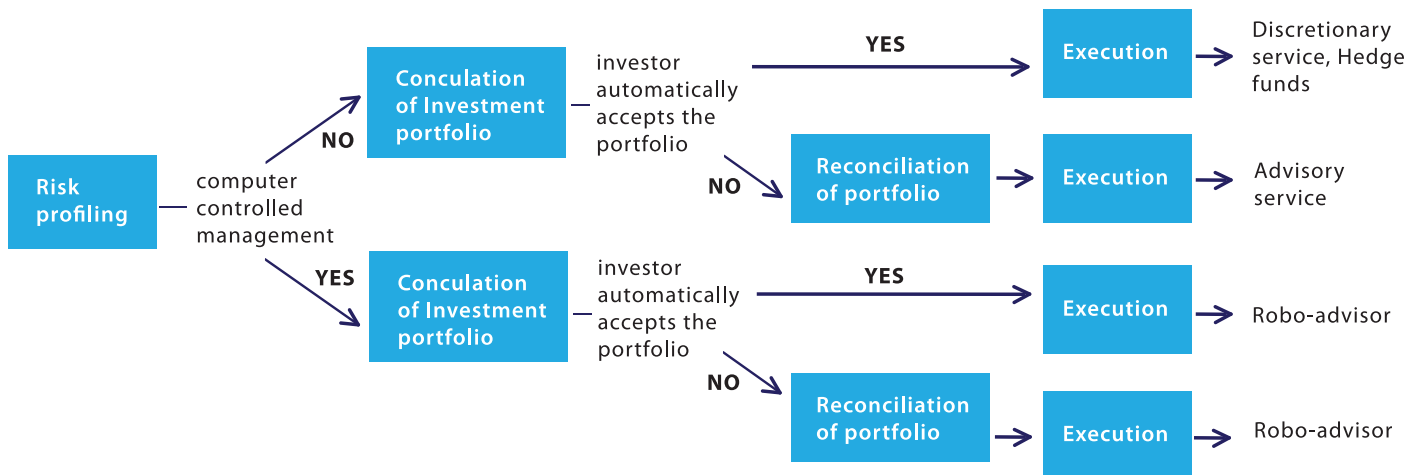 Risk
profiling
computer
controlled
management
NO
Conculation
of Investment
portfolio
investor
automatically
accepts the
portfolio
YES
Execution
Discretionary
service, Hedge
funds
NO
Reconciliation
of portfolio
Execution
Advisory
service
YES
Conculation
of Investment
portfolio
investor
automatically
accepts the
portfolio
YES
Execution
Robo-advisor
NO
Reconciliation
of portfolio
Execution
Robo-advisor